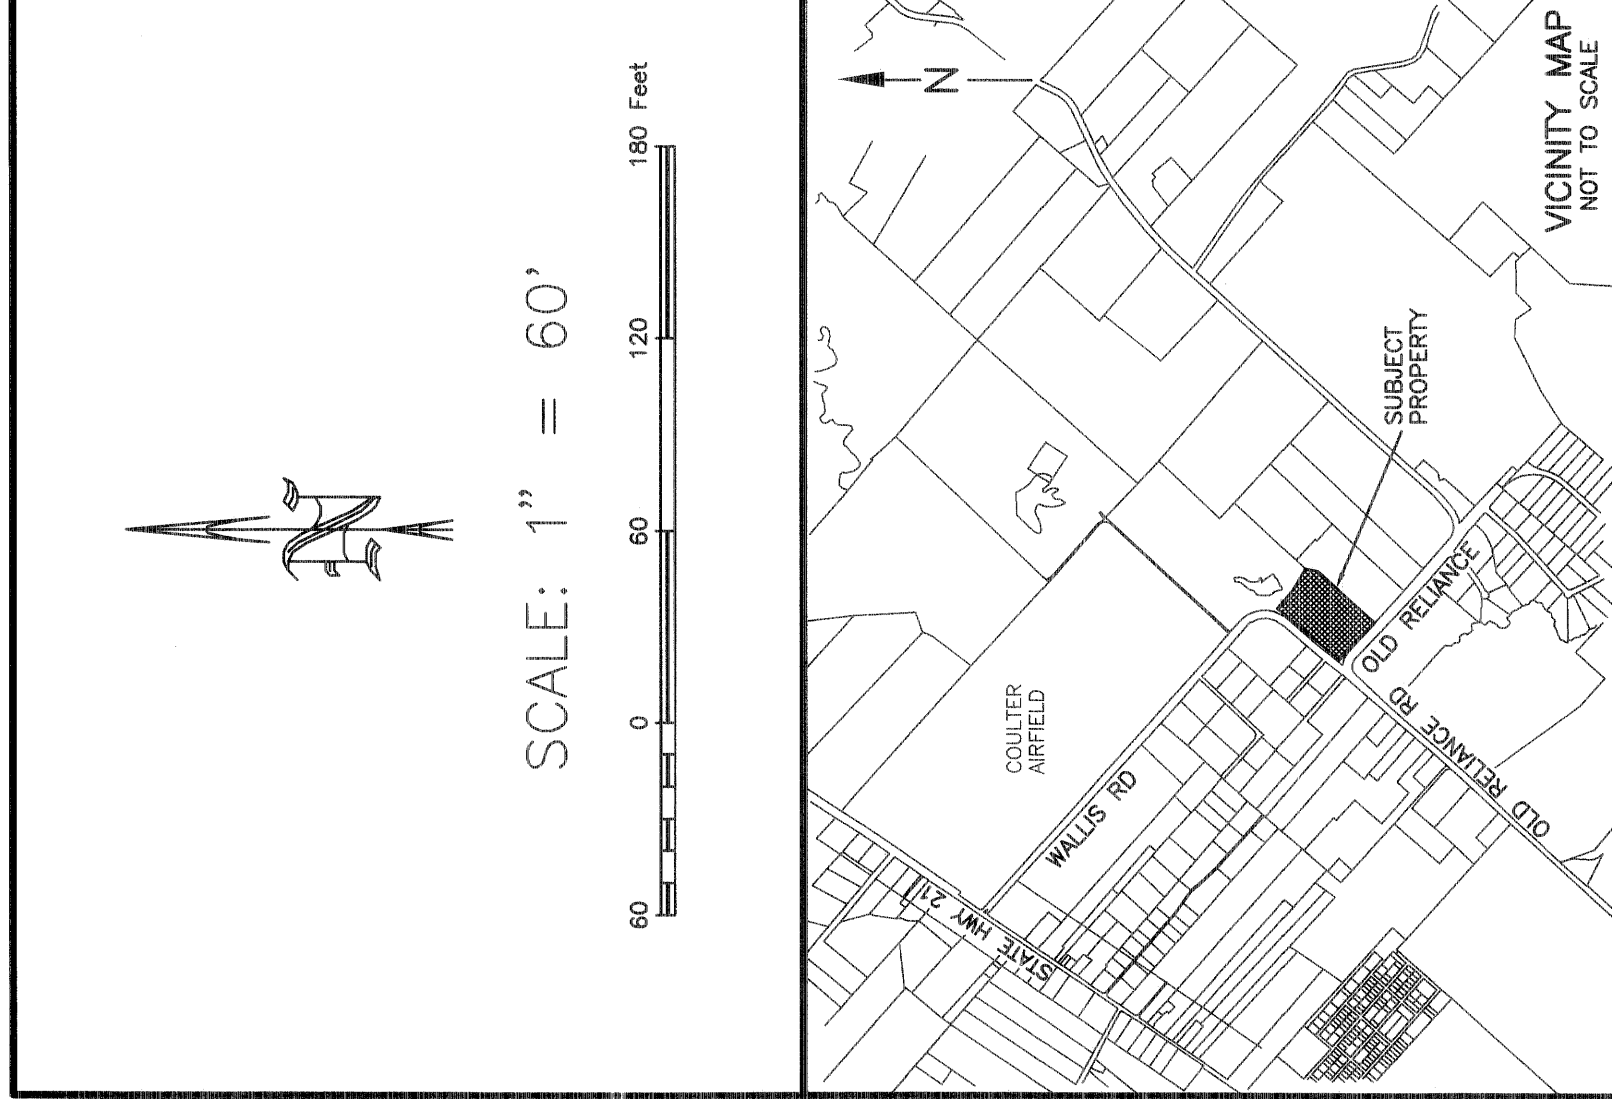 N
SCALE: 1" = 60'
60 0 60 120 180 Feet
N
COULTER
AIRFIELD
STATE HWY 21
WALLIS RD
OLD RELIANCE RD
OLD RELIANCE
SUBJECT
PROPERTY
VICINITY MAP
NOT TO SCALE